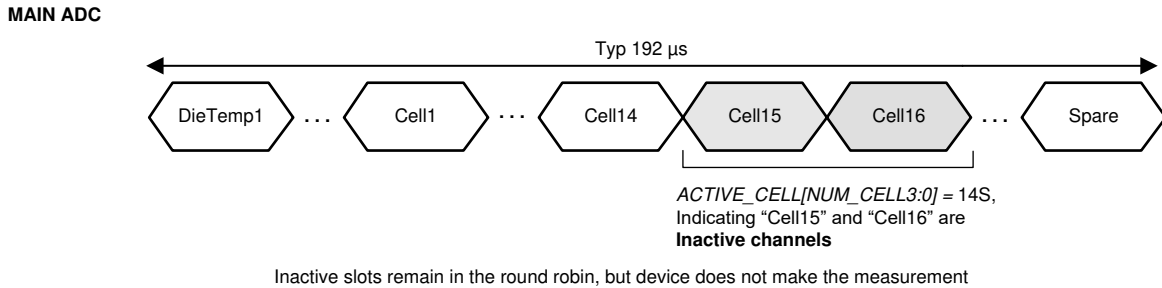 MAIN ADC
Typ 192 µs
DieTemp1 ... Cell1 ... Cell14 Cell15 Cell16 ... Spare
ACTIVE_CELL[NUM_CELL3:0] = 14S,
Indicating “Cell15” and “Cell16” are
Inactive channels
Inactive slots remain in the round robin, but device does not make the measurement